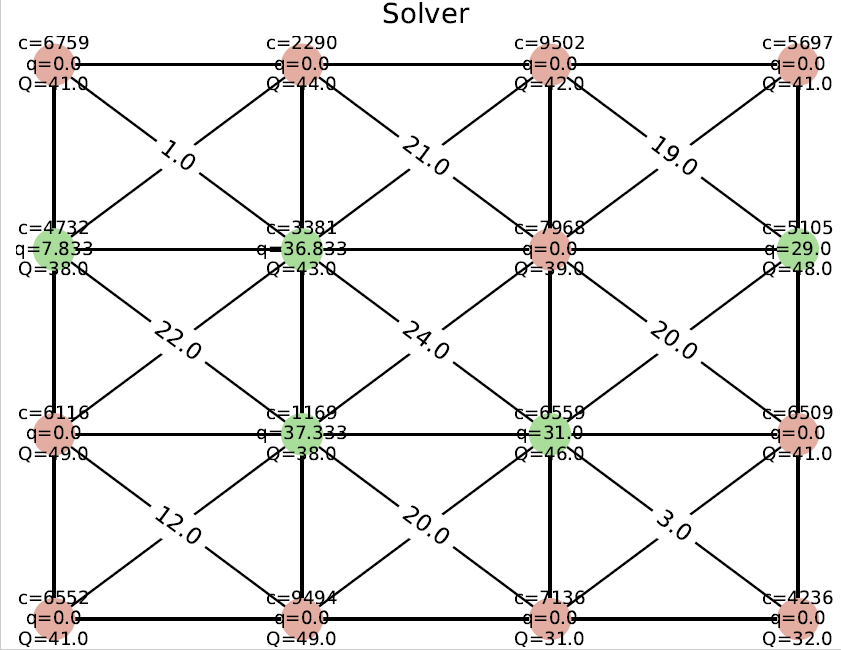 Solver
c=6759 c=2290 c=9502 c=5697
q=0.0 q=0.0 q=0.0 q=0.0
Q=41.0 Q=44.0 Q=42.0 Q=41.0
1.0 21.0 19.0
c=4732 c=3381 c=7968 c=5105
q=7.833 q=36.833 q=0.0 q=29.0
Q=38.0 Q=43.0 Q=39.0 Q=48.0
22.0 24.0 20.0
c=6116 c=1169 c=6559 c=6509
q=0.0 q=37.333 q=31.0 q=0.0
Q=49.0 Q=38.0 Q=46.0 Q=41.0
12.0 20.0 3.0
c=6552 c=9494 c=7136 c=4236
q=0.0 q=0.0 q=0.0 q=0.0
Q=41.0 Q=49.0 Q=31.0 Q=32.0